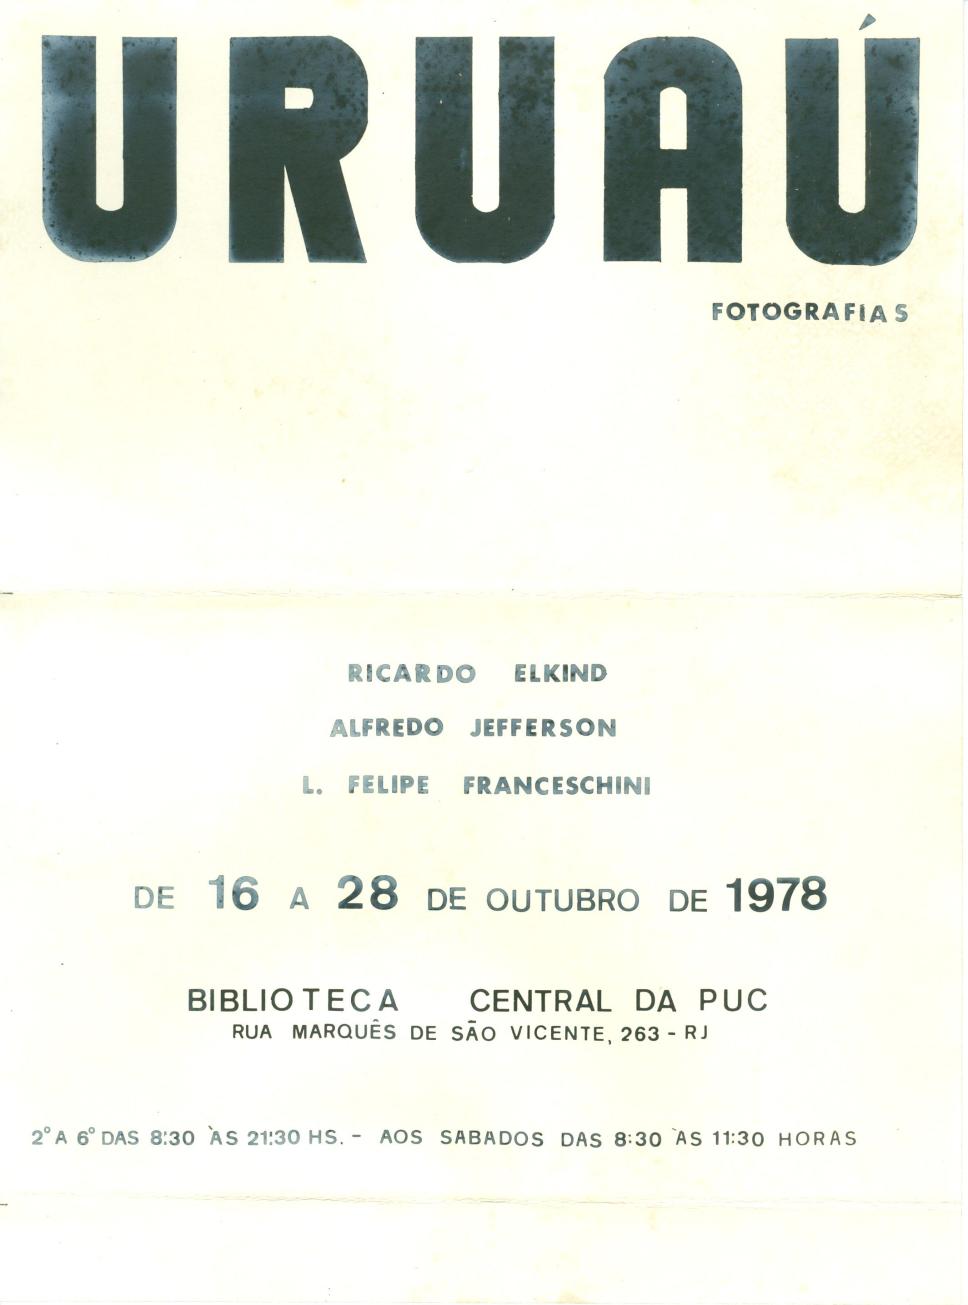 URUAÚ
FOTOGRAFIAS
RICARDO ELKIND
ALFREDO JEFFERSON
L. FELIPE FRANCESCHINI
DE 16 A 28 DE OUTUBRO DE 1978
BIBLIOTECA CENTRAL DA PUC
RUA MARQUÊS DE SÃO VICENTE, 263 - RJ
2º A 6º DAS 8:30 ÀS 21:30 HS. - AOS SABADOS DAS 8:30 ÀS 11:30 HORAS